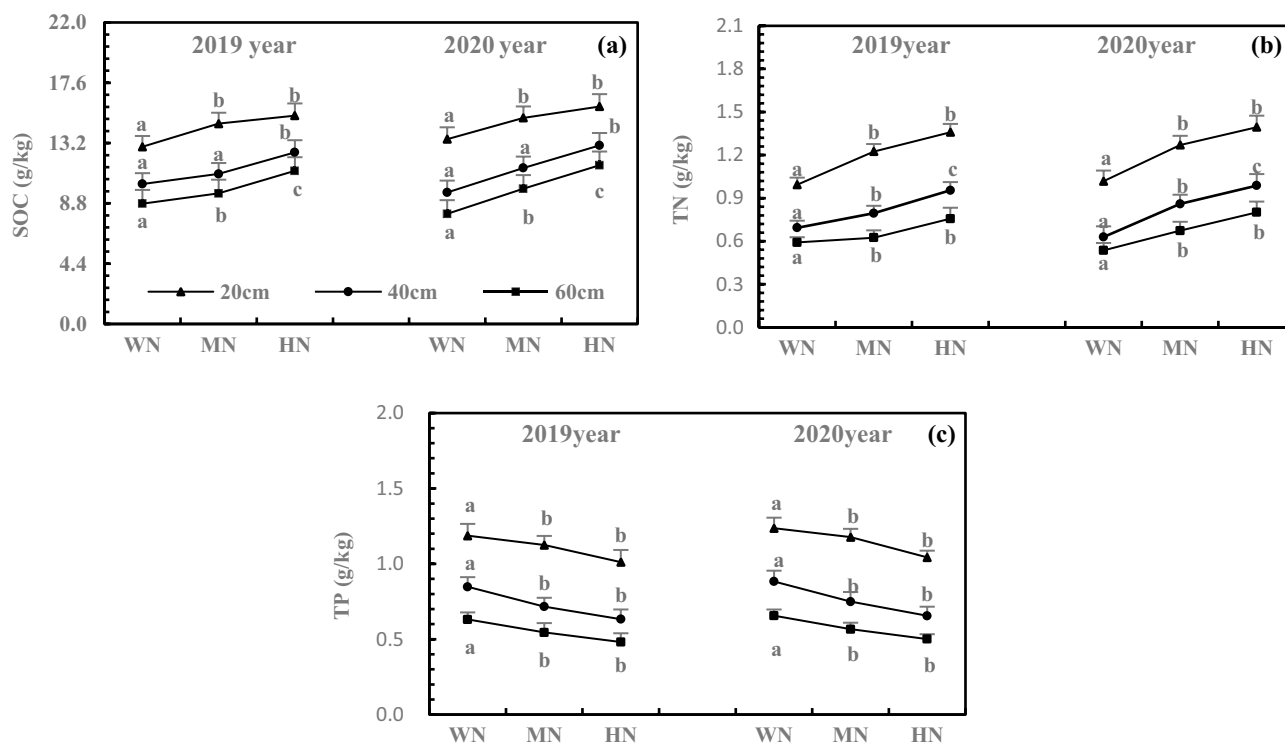 22.0
17.6
13.2
8.8
4.4
0.0
SOC (g/kg)
2019 year
2020 year
(a)
a b b
a a b
a b c
a b b
a a b
a b c
20cm 40cm 60cm
WN MN HN WN MN HN
2.1
1.8
1.5
1.2
0.9
0.6
0.3
0.0
TN (g/kg)
2019year
2020year
(b)
a b b
a b c
a b b
a b b
a b c
a b b
WN MN HN WN MN HN
2.0
1.5
1.0
0.5
0.0
TP (g/kg)
2019year
2020year
(c)
a b b
a b b
a b b
a b b
a b b
a b b
WN MN HN WN MN HN